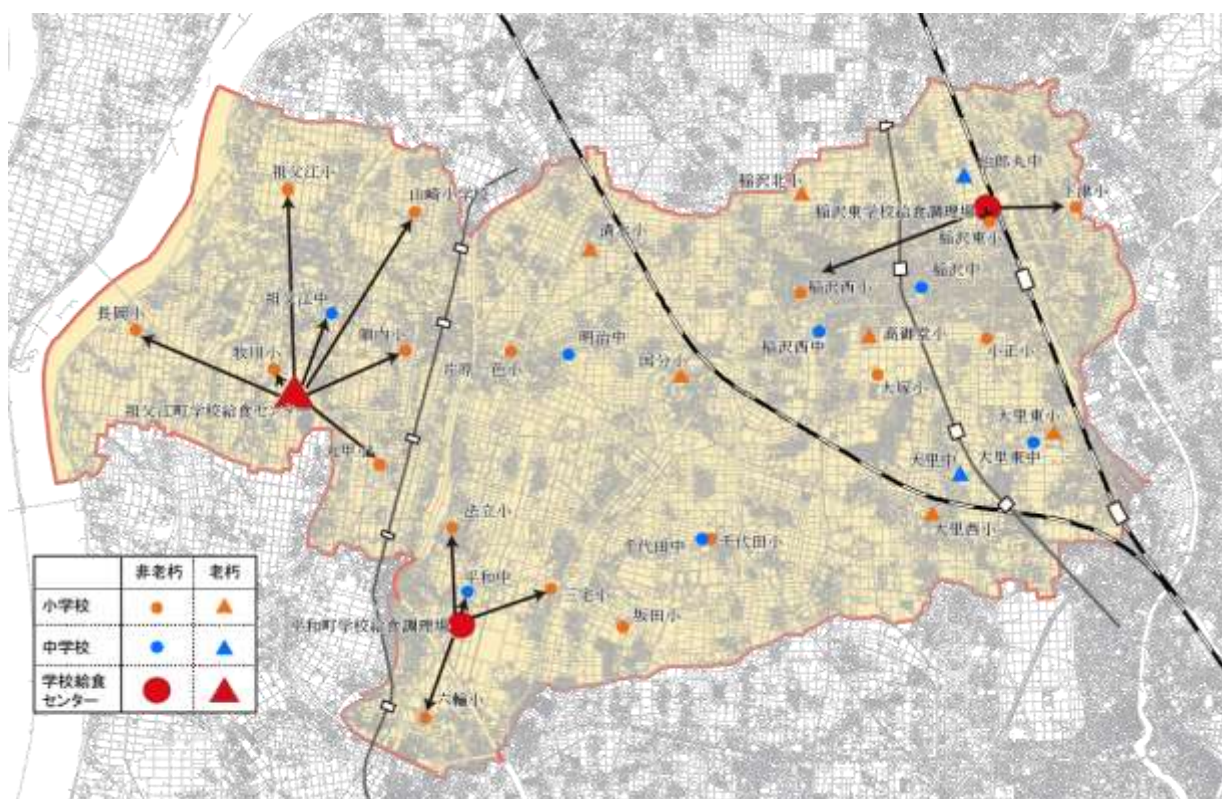 祖父江小
山崎小学校
稲沢北小
治郎丸中
下津小
稲沢東学校給食調理場
稲沢東小
清水小
稲沢中
稲沢西小
長岡小
祖父江中
牧川小
領内小
明治中
国分小
稲沢西中
高御堂小
小正小
大塚小
祖父江町学校給食センター
丸甲小
大里東小
大里中
大里東中
大里西小
法立小
千代田中
千代田小
平和中
三宅小
坂田小
平和町学校給食調理場
六輪小
非老朽
老朽
小学校
中学校
学校給食
センター